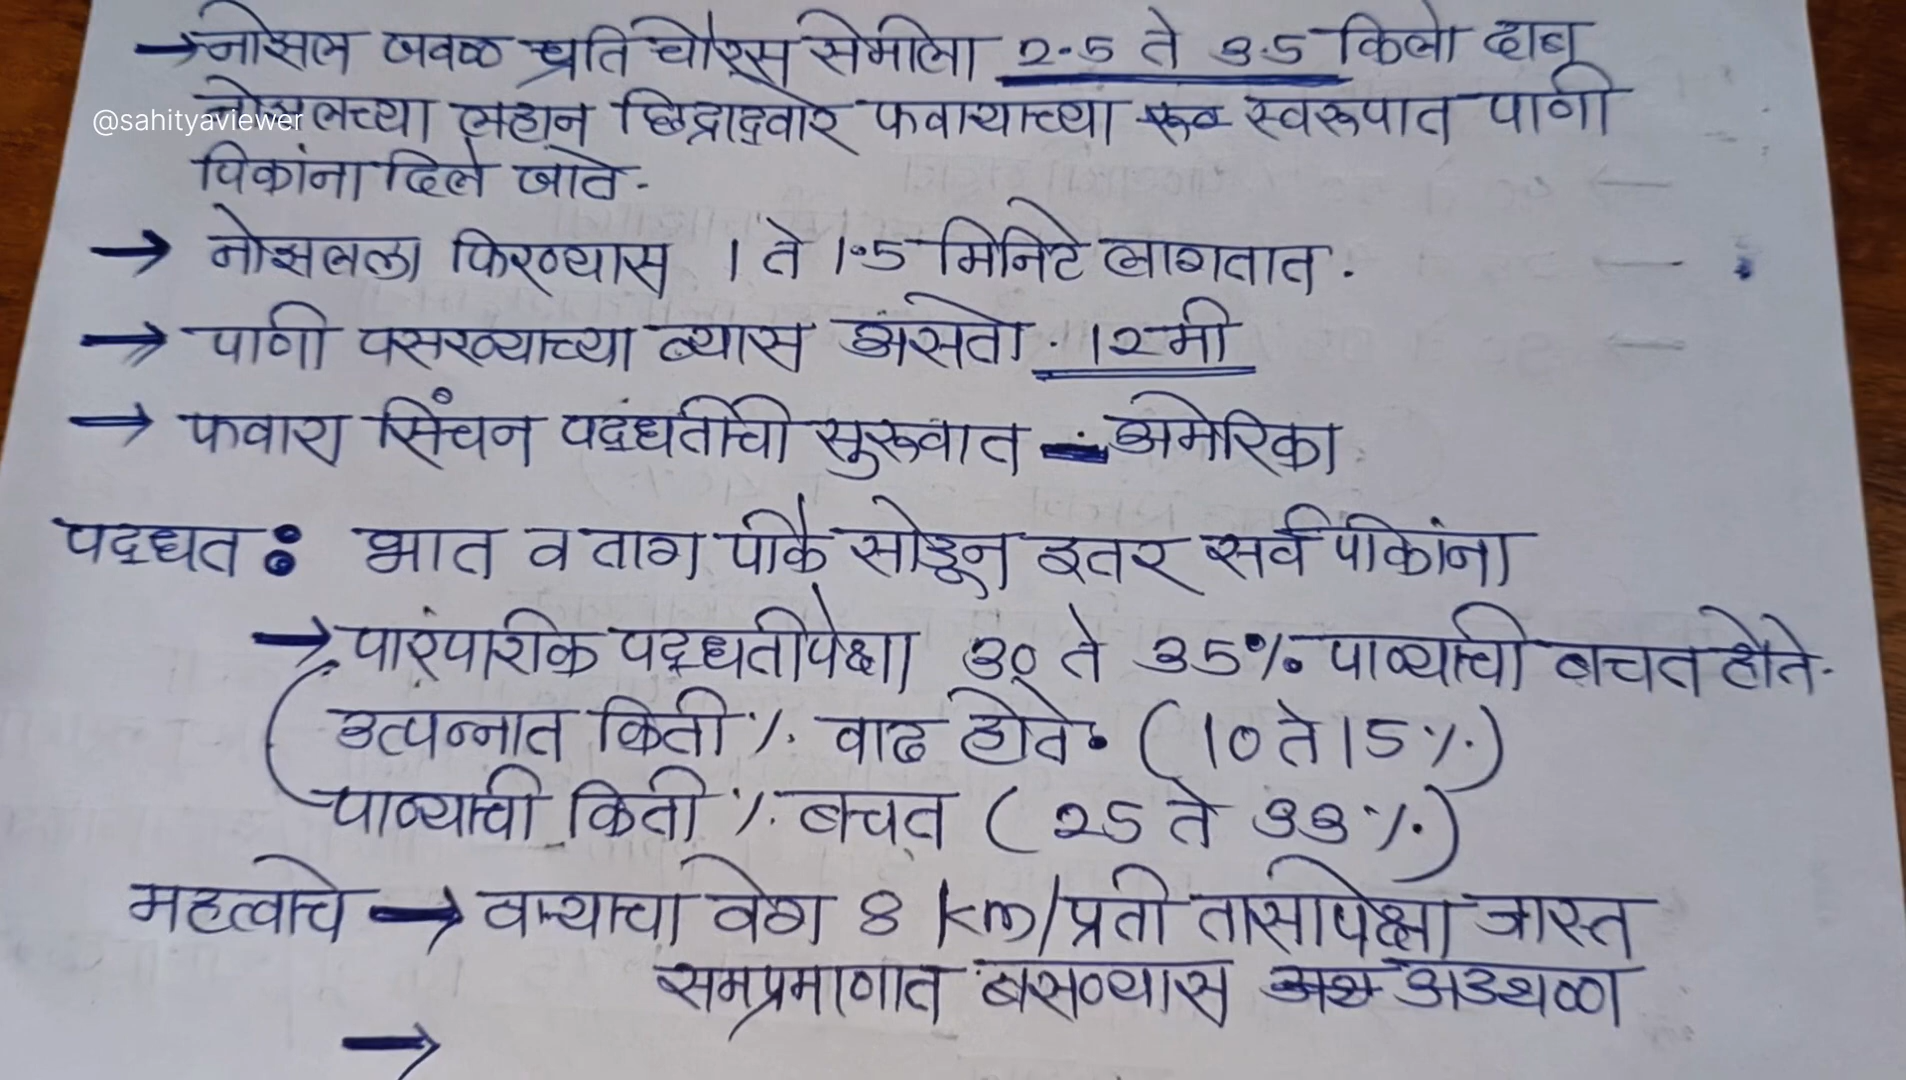 → नोझल जवळ प्रति चौरस सेमीला 2.5 ते 3.5 किलो दाब
@sahityaviewer
नोझलच्या लहान छिद्राद्वारे फवाऱ्याच्या स्वरूपात पाणी
पिकांना दिले जाते.
→ नोझलला फिरण्यास 1 ते 1.5 मिनिटे लागतात.
→ पाणी पसरण्याच्या व्यास असतो. 12मी
→ फवारा सिंचन पद्धतीची सुरूवात - अमेरिका
पद्धत : भात व ताग पीके सोडून इतर सर्व पीकांना
→ पारंपारीक पद्धतीपेक्षा 30 ते 35% पाण्याची बचत होते.
उत्पन्नात किती % वाढ होते. (10 ते 15 %)
पाण्याची किती % बचत (25 ते 33 %)
महत्वाचे → वाऱ्याचा वेग 8 km/प्रती तासापेक्षा जास्त
समप्रमाणात बसण्यास अडथळा
→